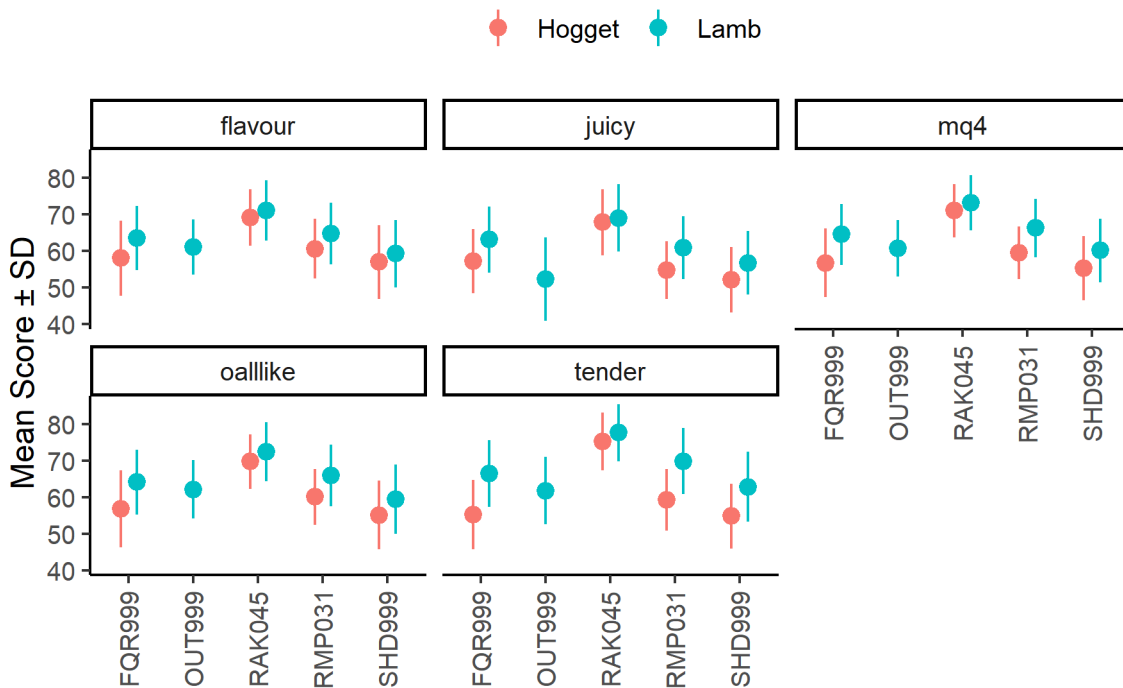 Hogget Lamb
flavour juicy mq4
80
70
60
50
40
FQR999 OUT999 RAK045 RMP031 SHD999
oalllike tender
80
70
60
50
40
FQR999 OUT999 RAK045 RMP031 SHD999 FQR999 OUT999 RAK045 RMP031 SHD999
Mean Score ± SD